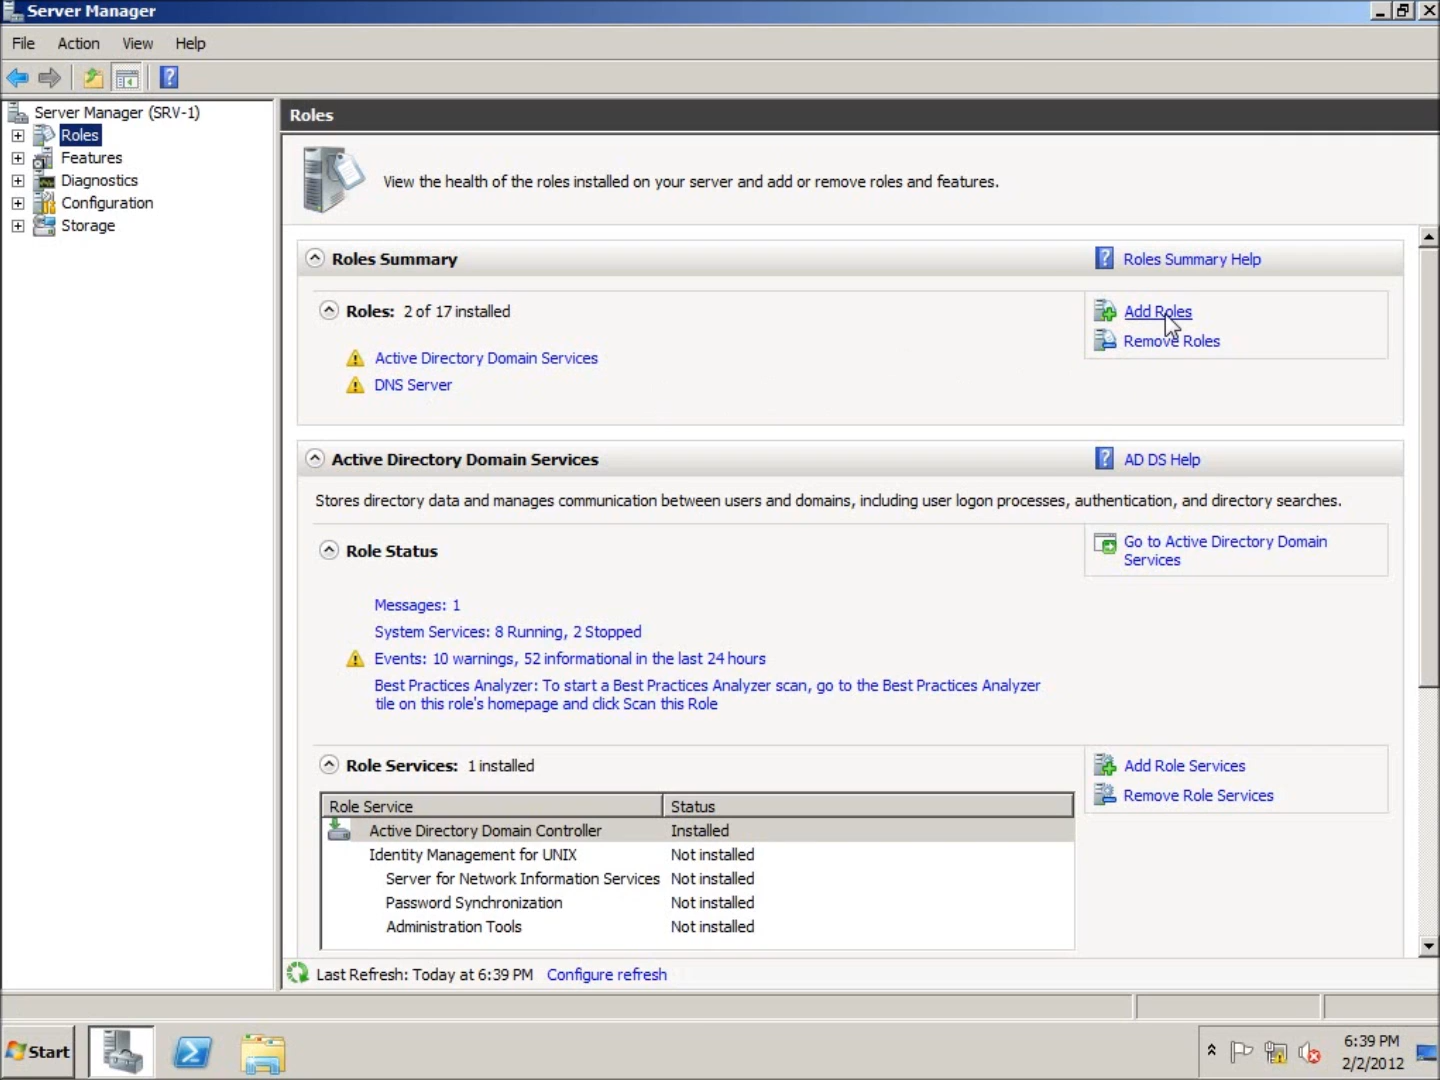 Server Manager
File Action View Help
Server Manager (SRV-1)
Roles
Features
Diagnostics
Configuration
Storage
Roles
View the health of the roles installed on your server and add or remove roles and features.
Roles Summary
Roles Summary Help
Roles: 2 of 17 installed
Add Roles
Remove Roles
Active Directory Domain Services
DNS Server
Active Directory Domain Services
AD DS Help
Stores directory data and manages communication between users and domains, including user logon processes, authentication, and directory searches.
Role Status
Go to Active Directory Domain
Services
Messages: 1
System Services: 8 Running, 2 Stopped
Events: 10 warnings, 52 informational in the last 24 hours
Best Practices Analyzer: To start a Best Practices Analyzer scan, go to the Best Practices Analyzer
tile on this role's homepage and click Scan this Role
Role Services: 1 installed
Add Role Services
Remove Role Services
Role Service Status
Active Directory Domain Controller Installed
Identity Management for UNIX Not installed
Server for Network Information Services Not installed
Password Synchronization Not installed
Administration Tools Not installed
Last Refresh: Today at 6:39 PM Configure refresh
Start
6:39 PM
2/2/2012